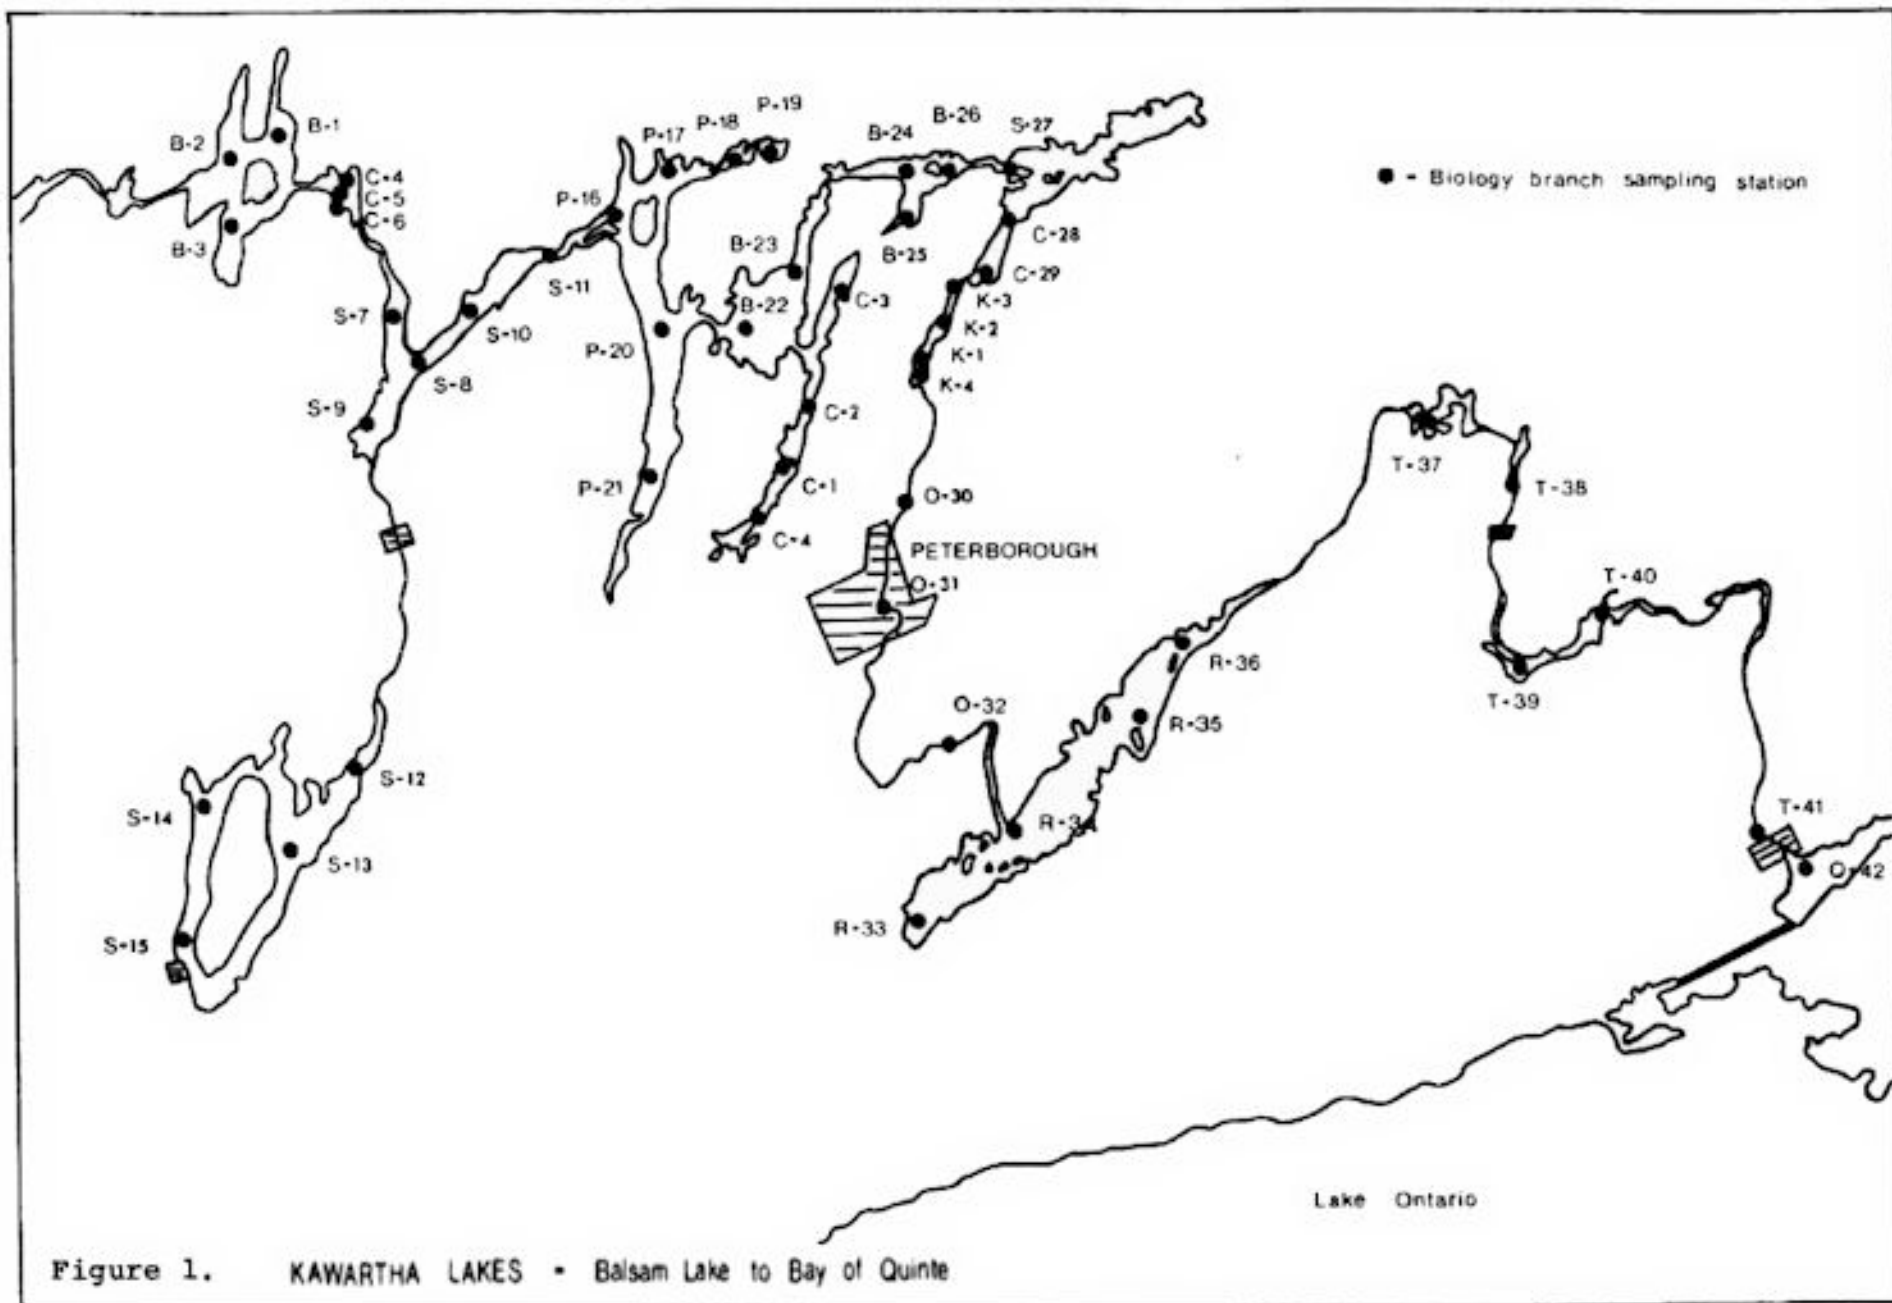 P-19
B-26
B-1
P-17
P-18
B-24
S-27
B-2
● - Biology branch sampling station
C-4
C-5
P-16
C-6
B-3
B-23
B-25
C-28
S-11
C-29
C-3
K-3
S-7
S-10
B-22
K-2
P-20
K-1
S-8
K-4
S-9
C-2
T-37
P-21
C-1
T-38
O-30
C-4
PETERBOROUGH
O-31
T-40
R-36
O-32
T-39
R-35
S-12
S-14
T-41
R-34
S-13
O-42
R-33
S-15
Lake Ontario
Figure 1. KAWARTHA LAKES - Balsam Lake to Bay of Quinte